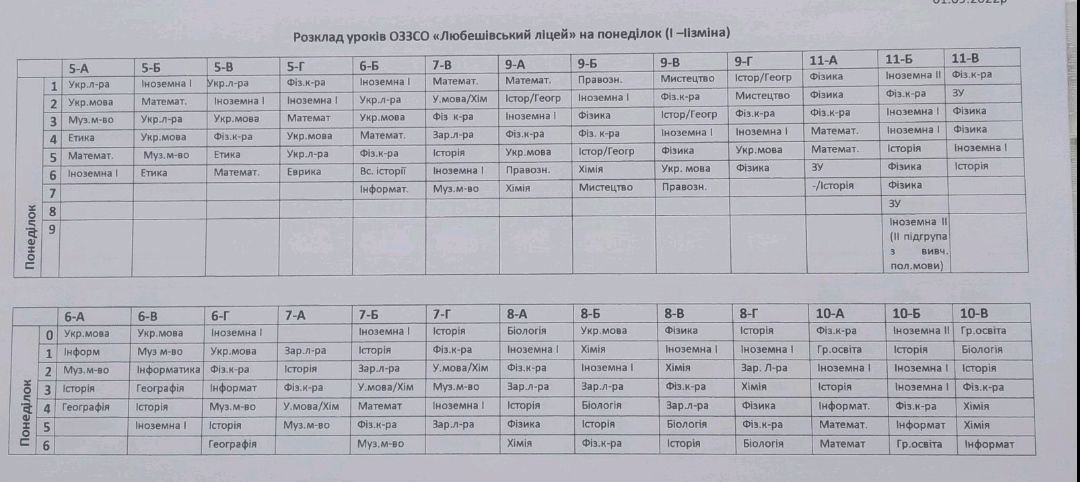 01.09.2022р
Розклад уроків ОЗЗСО «Любешівський ліцей» на понеділок (І –ІІзміна)
5-А 5-Б 5-В 5-Г 6-Б 7-В 9-А 9-Б 9-В 9-Г 11-А 11-Б 11-В
Понеділок
1 Укр.л-ра Іноземна І Укр.л-ра Фіз.к-ра Іноземна І Математ. Математ. Правозн. Мистецтво Істор/Геогр Фізика Іноземна ІІ Фіз.к-ра
2 Укр.мова Математ. Іноземна І Іноземна І Укр.л-ра У.мова/Хім Істор/Геогр Іноземна І Фіз.к-ра Мистецтво Фізика Фіз.к-ра ЗУ
3 Муз.м-во Укр.л-ра Укр.мова Математ Укр.мова Фіз к-ра Іноземна І Фізика Істор/Геогр Фіз.к-ра Фіз.к-ра Іноземна І Фізика
4 Етика Укр.мова Фіз.к-ра Укр.мова Математ. Зар.л-ра Фіз.к-ра Фіз. к-ра Іноземна І Іноземна І Математ. Іноземна І Фізика
5 Математ. Муз.м-во Етика Укр.л-ра Фіз.к-ра Історія Укр.мова Істор/Геогр Фізика Укр.мова Математ. Історія Іноземна І
6 Іноземна І Етика Математ. Еврика Вс. історії Іноземна І Правозн. Хімія Укр. мова Фізика ЗУ Фізика Історія
7 Інформат. Муз.м-во Хімія Мистецтво Правозн. -/Історія Фізика
8 ЗУ
9 Іноземна ІІ
(ІІ підгрупа
з вивч.
пол.мови)
6-А 6-В 6-Г 7-А 7-Б 7-Г 8-А 8-Б 8-В 8-Г 10-А 10-Б 10-В
Понеділок
0 Укр.мова Укр.мова Іноземна І Іноземна І Історія Біологія Укр.мова Фізика Історія Фіз.к-ра Іноземна ІІ Гр.освіта
1 Інформ Муз м-во Укр.мова Зар.л-ра Історія Фіз.к-ра Іноземна І Хімія Іноземна І Іноземна І Гр.освіта Історія Біологія
2 Муз.м-во Інформатика Фіз.к-ра Історія Зар.л-ра У.мова/Хім Фіз.к-ра Іноземна І Хімія Зар. Л-ра Іноземна І Іноземна І Історія
3 Історія Географія Інформат Фіз.к-ра У.мова/Хім Муз.м-во Зар.л-ра Зар.л-ра Фіз.к-ра Хімія Історія Іноземна І Фіз.к-ра
4 Географія Історія Муз.м-во У.мова/Хім Математ Іноземна І Історія Біологія Зар.л-ра Фізика Інформат. Фіз.к-ра Хімія
5 Іноземна І Історія Муз.м-во Фіз.к-ра Зар.л-ра Фізика Історія Біологія Фіз.к-ра Математ. Інформат Хімія
6 Географія Муз.м-во Хімія Фіз.к-ра Історія Біологія Математ Гр.освіта Інформат